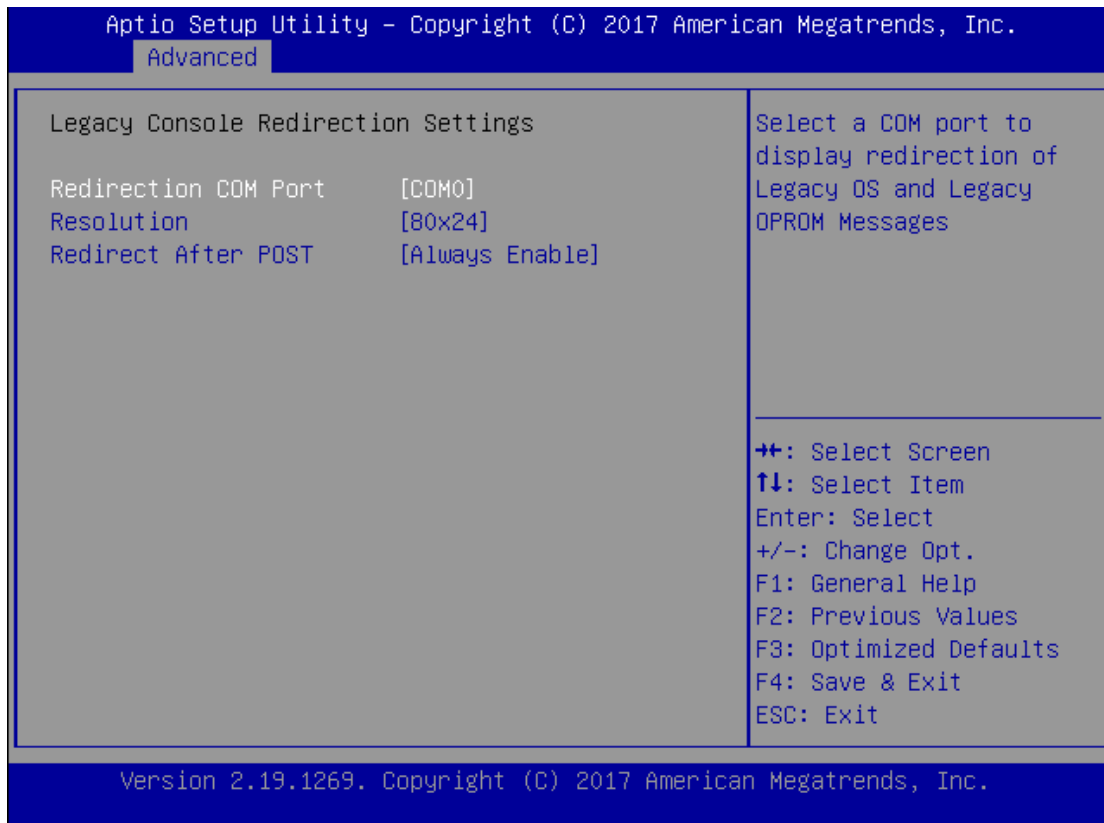 Aptio Setup Utility – Copyright (C) 2017 American Megatrends, Inc.
Advanced
Legacy Console Redirection Settings
Redirection COM Port [COM0]
Resolution [80x24]
Redirect After POST [Always Enable]
Select a COM port to
display redirection of
Legacy OS and Legacy
OPROM Messages
→←: Select Screen
↑↓: Select Item
Enter: Select
+/-: Change Opt.
F1: General Help
F2: Previous Values
F3: Optimized Defaults
F4: Save & Exit
ESC: Exit
Version 2.19.1269. Copyright (C) 2017 American Megatrends, Inc.